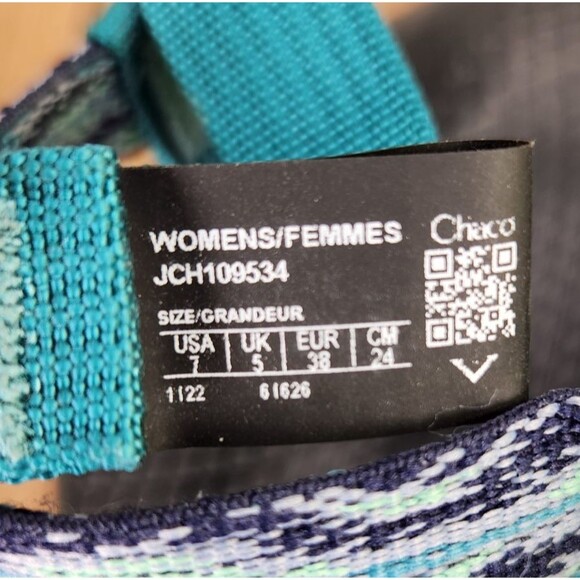 WOMENS/FEMMES Chaco
JCH109534
SIZE/GRANDEUR
USA UK EUR CM
7 5 38 24
1122 61626